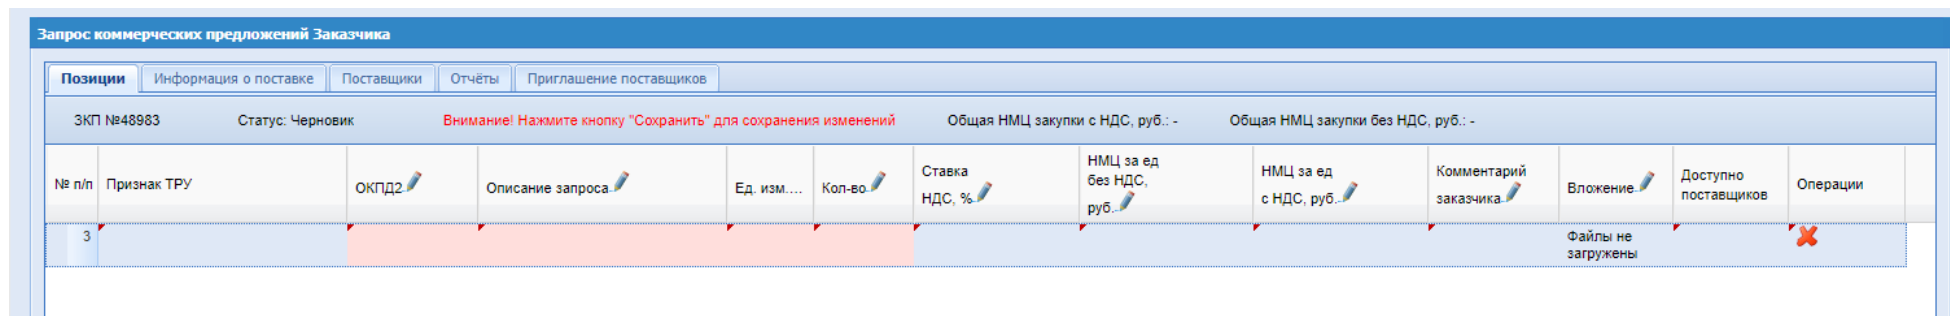 Запрос коммерческих предложений Заказчика
Позиции Информация о поставке Поставщики Отчёты Приглашение поставщиков
ЗКП №48983 Статус: Черновик Внимание! Нажмите кнопку "Сохранить" для сохранения изменений Общая НМЦ закупки с НДС, руб.: - Общая НМЦ закупки без НДС, руб.: -
№ п/п
Признак ТРУ
ОКПД2
Описание запроса
Ед. изм....
Кол-во
Ставка
НДС, %
НМЦ за ед
без НДС,
руб.
НМЦ за ед
с НДС, руб.
Комментарий
заказчика
Вложение
Доступно
поставщиков
Операции
3
Файлы не
загружены